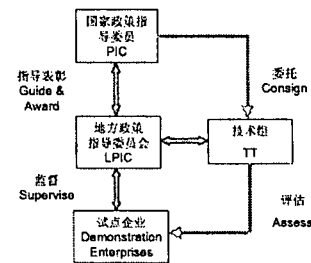 国家政策指
导委员
PIC
指导表彰
Guide &
Award
委托
Consign
地方政策
指导委员会
LPIC
技术组
TT
监督
Supervise
评估
Assess
试点企业
Demonstration
Enterprises